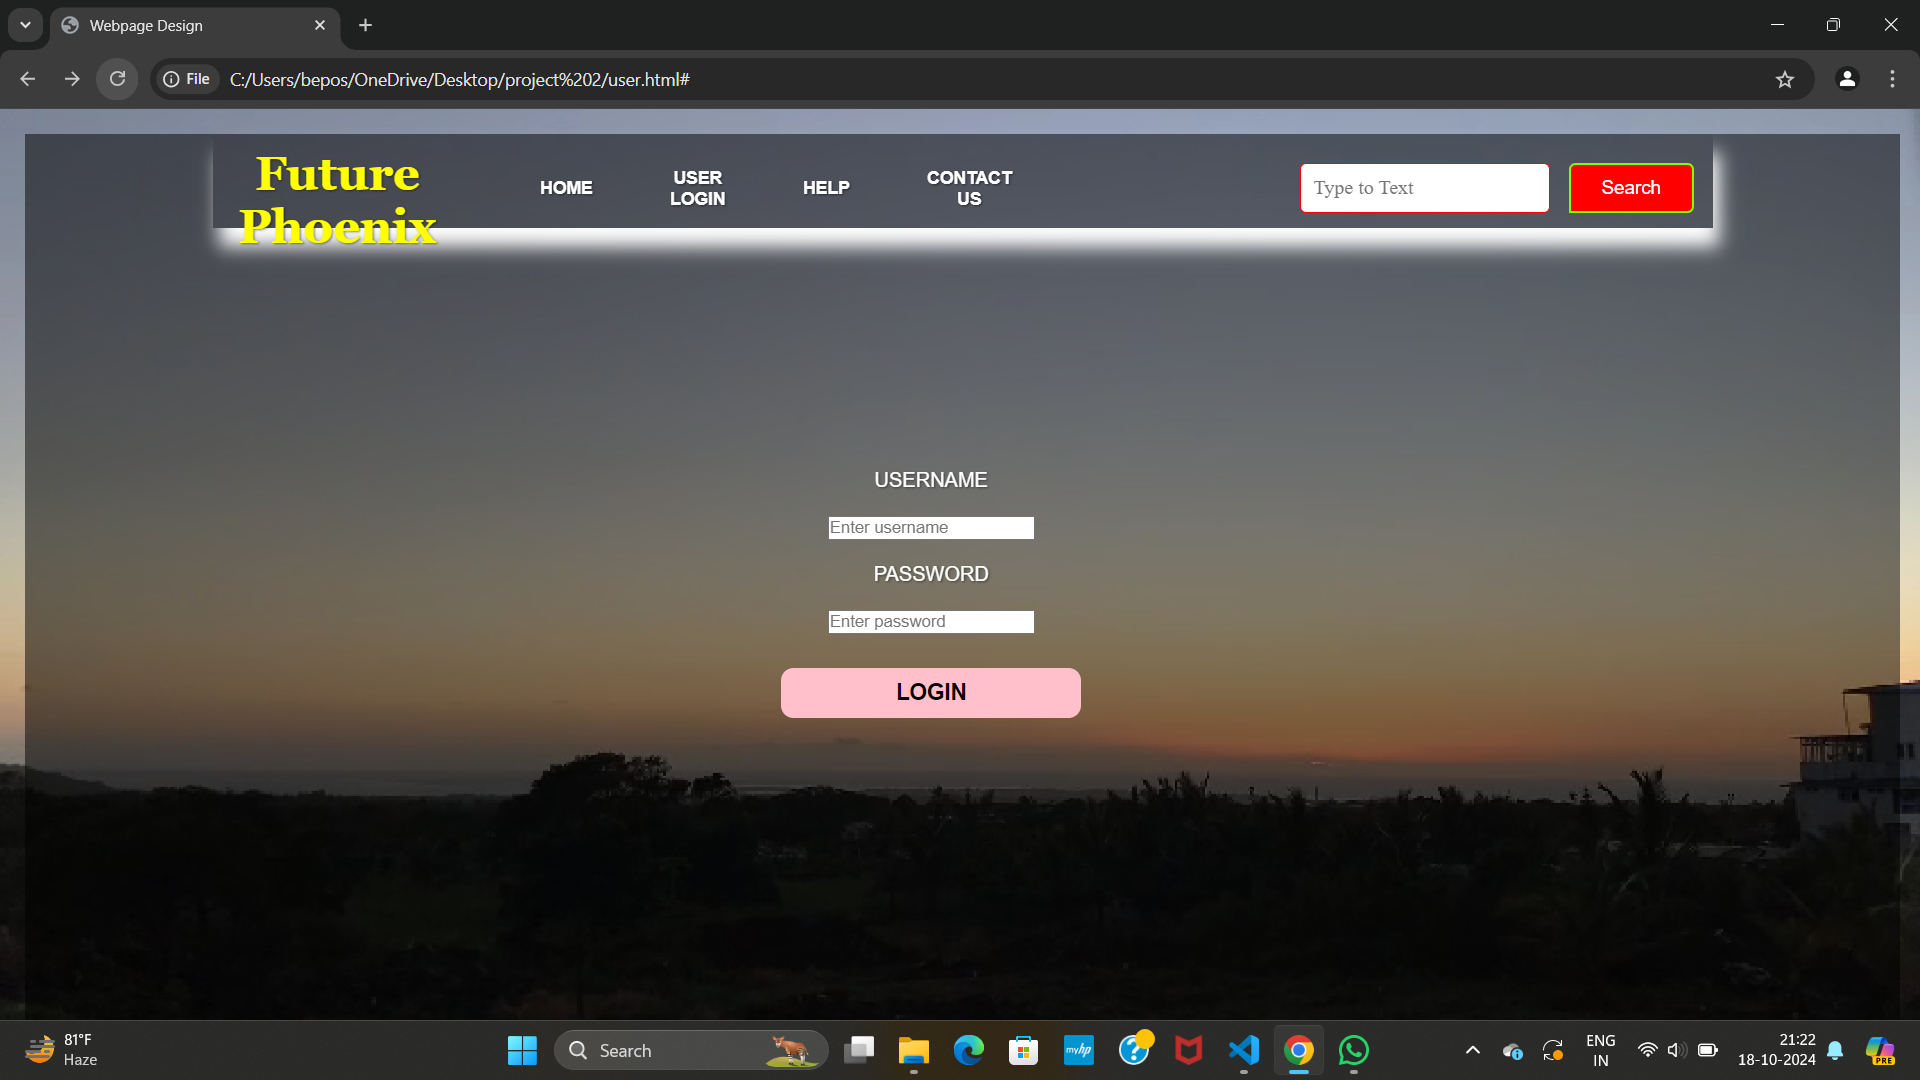 Webpage Design
File
C:/Users/bepos/OneDrive/Desktop/project%202/user.html#
Future
Phoenix
HOME
USER
LOGIN
HELP
CONTACT
US
Type to Text
Search
USERNAME
Enter username
PASSWORD
Enter password
LOGIN
81°F
Haze
Search
myhp
ENG
IN
21:22
18-10-2024
PRE